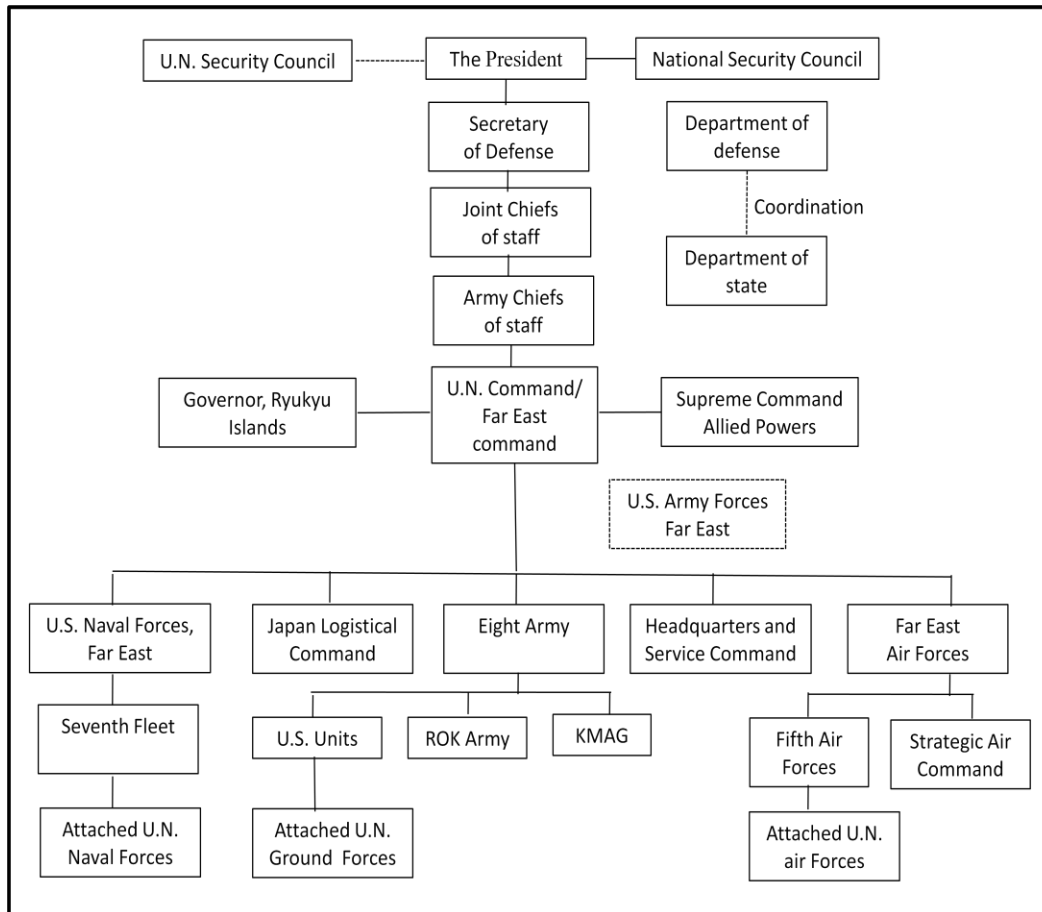 U.N. Security Council
The President
National Security Council
Secretary
of Defense
Department of
defense
Coordination
Joint Chiefs
of staff
Department of
state
Army Chiefs
of staff
Governor, Ryukyu
Islands
U.N. Command/
Far East
command
Supreme Command
Allied Powers
U.S. Army Forces
Far East
U.S. Naval Forces,
Far East
Japan Logistical
Command
Eight Army
Headquarters and
Service Command
Far East
Air Forces
Seventh Fleet
U.S. Units
ROK Army
KMAG
Fifth Air
Forces
Strategic Air
Command
Attached U.N.
Naval Forces
Attached U.N.
Ground Forces
Attached U.N.
air Forces